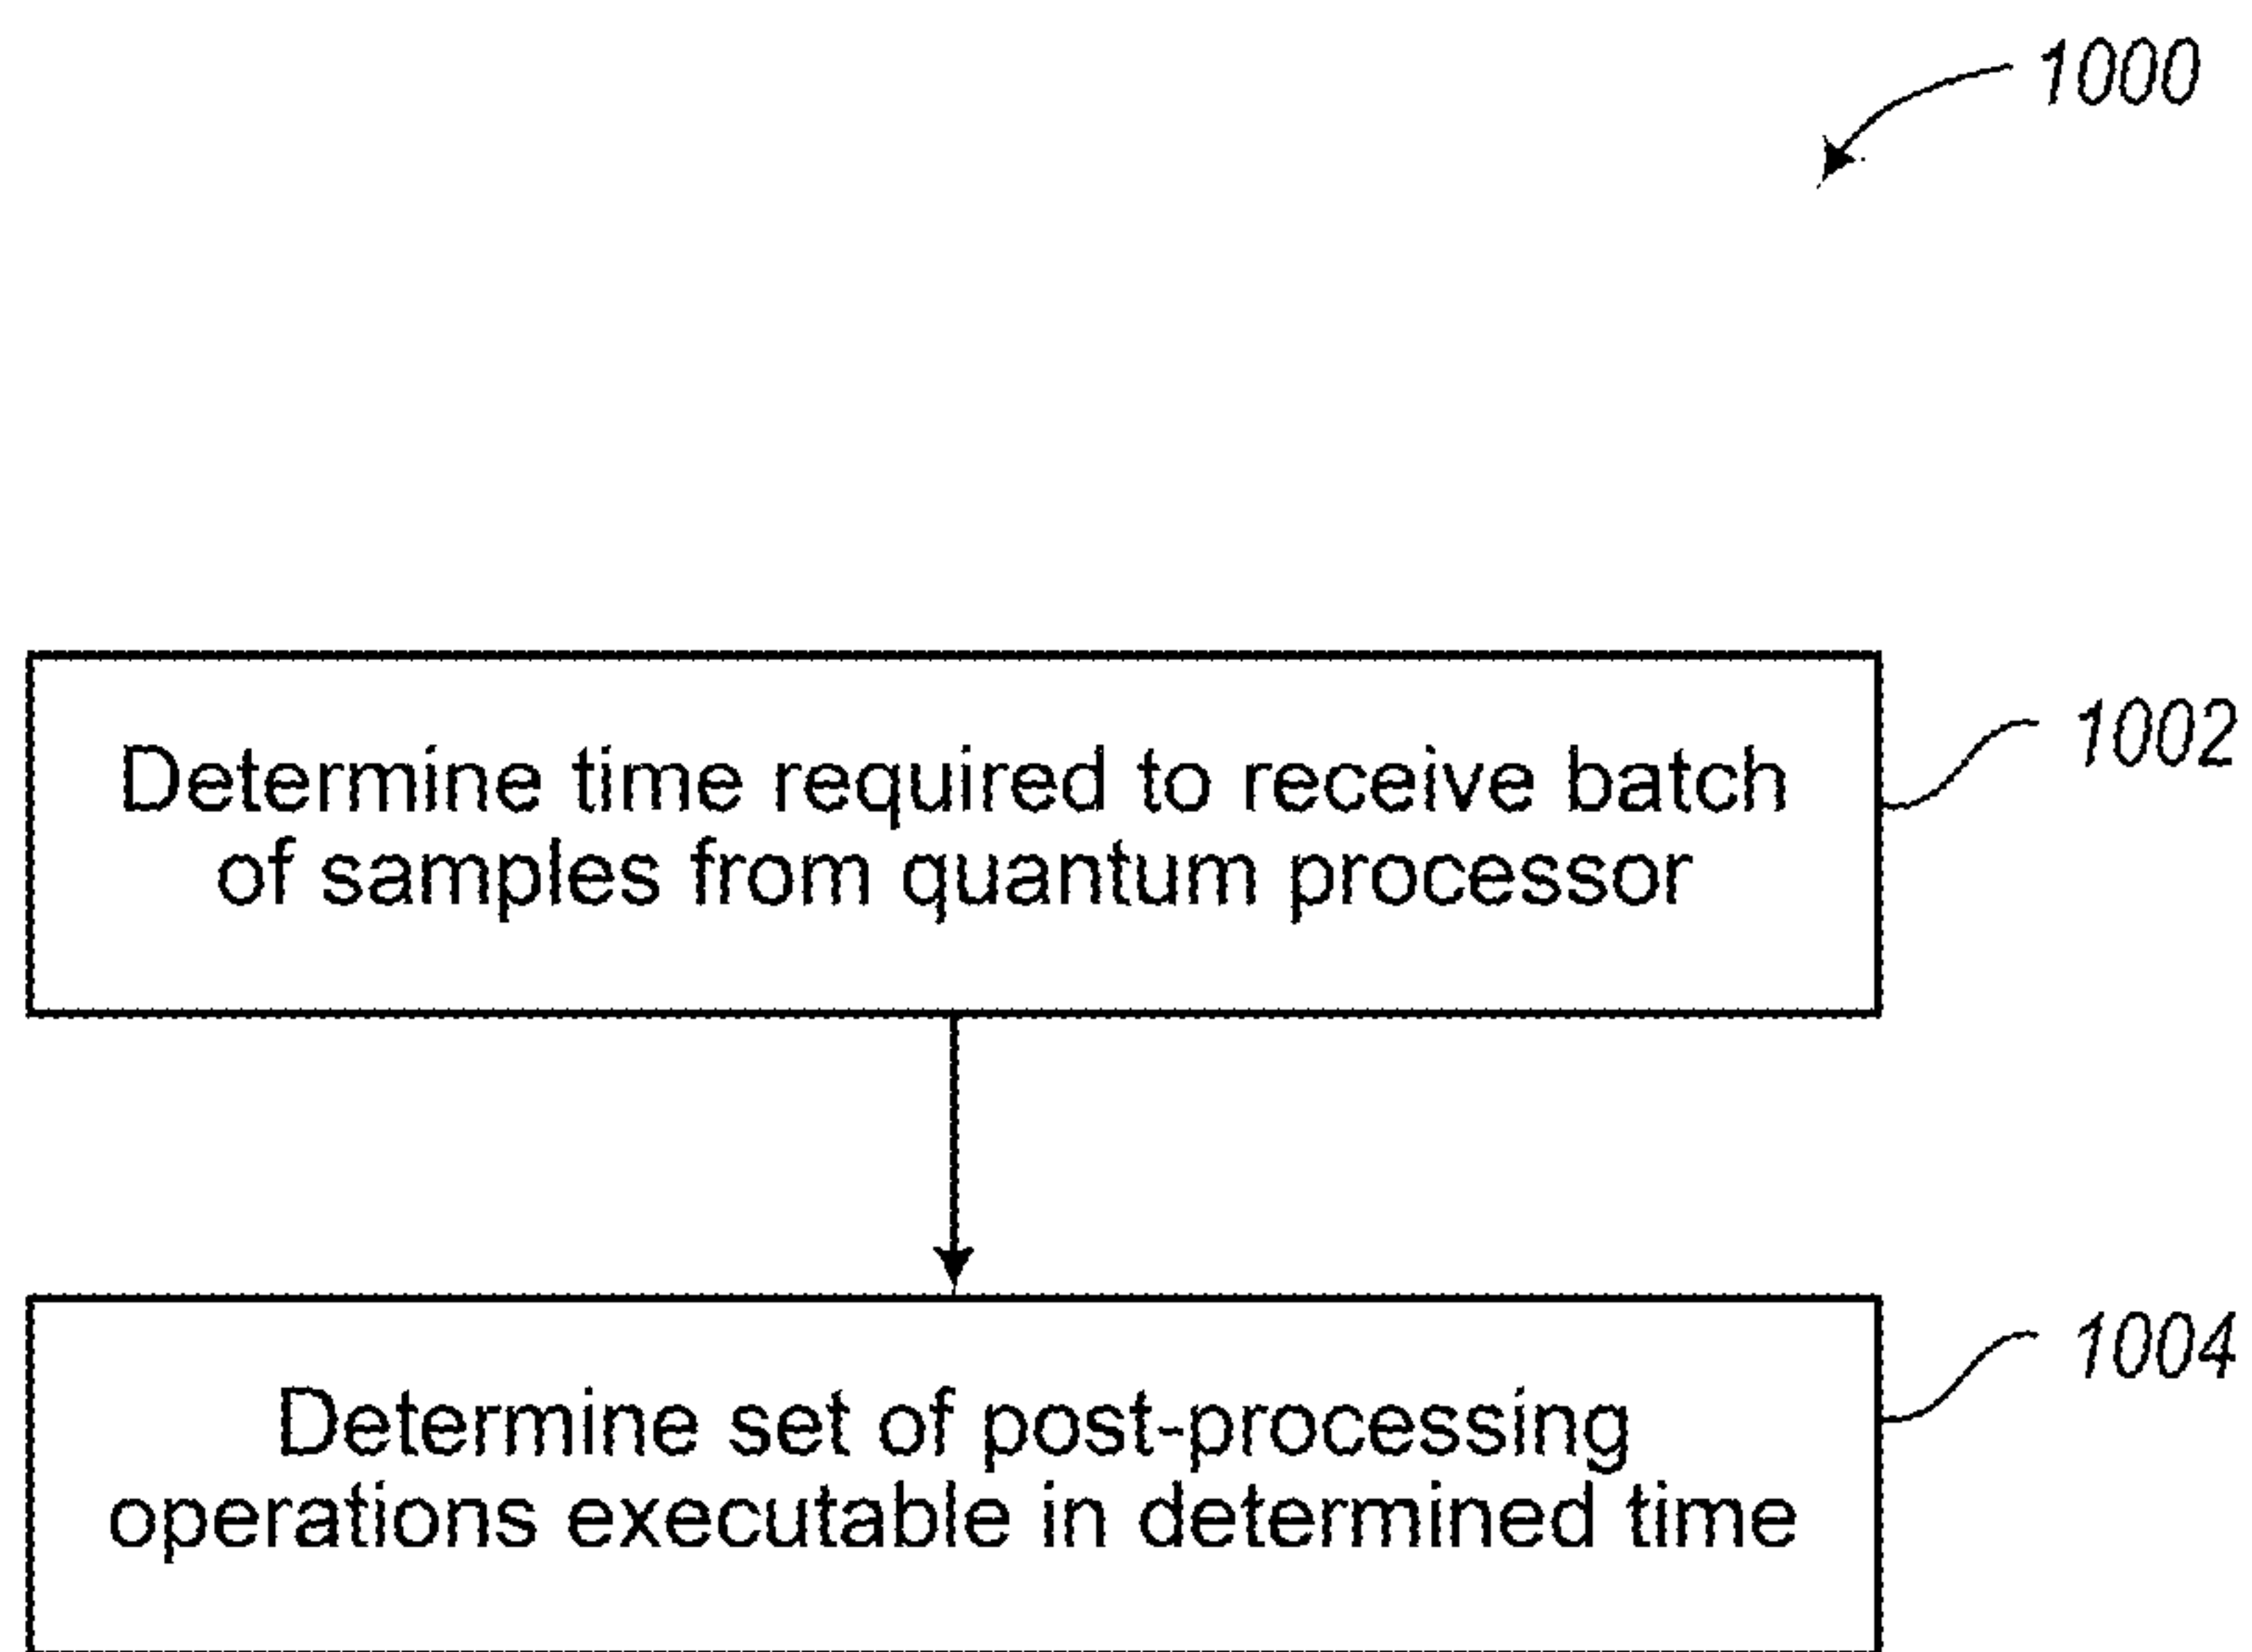 1000
Determine time required to receive batch
of samples from quantum processor
1002
Determine set of post-processing
operations executable in determined time
1004